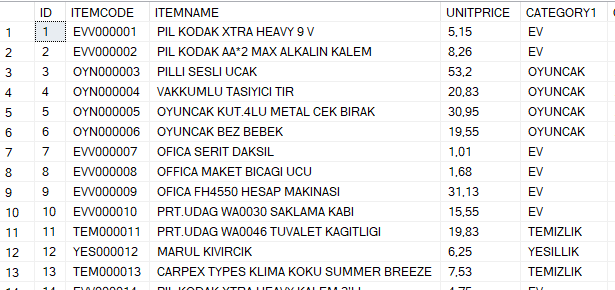 ID ITEMCODE ITEMNAME UNITPRICE CATEGORY1
1 1 EVV000001 PIL KODAK XTRA HEAVY 9 V 5,15 EV
2 2 EVV000002 PIL KODAK AA*2 MAX ALKALIN KALEM 8,26 EV
3 3 OYN000003 PILLI SESLI UCAK 53,2 OYUNCAK
4 4 OYN000004 VAKKUMLU TASIYICI TIR 20,83 OYUNCAK
5 5 OYN000005 OYUNCAK KUT.4LU METAL CEK BIRAK 30,95 OYUNCAK
6 6 OYN000006 OYUNCAK BEZ BEBEK 19,55 OYUNCAK
7 7 EVV000007 OFICA SERIT DAKSIL 1,01 EV
8 8 EVV000008 OFFICA MAKET BICAGI UCU 1,68 EV
9 9 EVV000009 OFICA FH4550 HESAP MAKINASI 31,13 EV
10 10 EVV000010 PRT.UDAG WA0030 SAKLAMA KABI 15,55 EV
11 11 TEM000011 PRT.UDAG WA0046 TUVALET KAGITLIGI 19,83 TEMIZLIK
12 12 YES000012 MARUL KIVIRCIK 6,25 YESILLIK
13 13 TEM000013 CARPEX TYPES KLIMA KOKU SUMMER BREEZE 7,53 TEMIZLIK